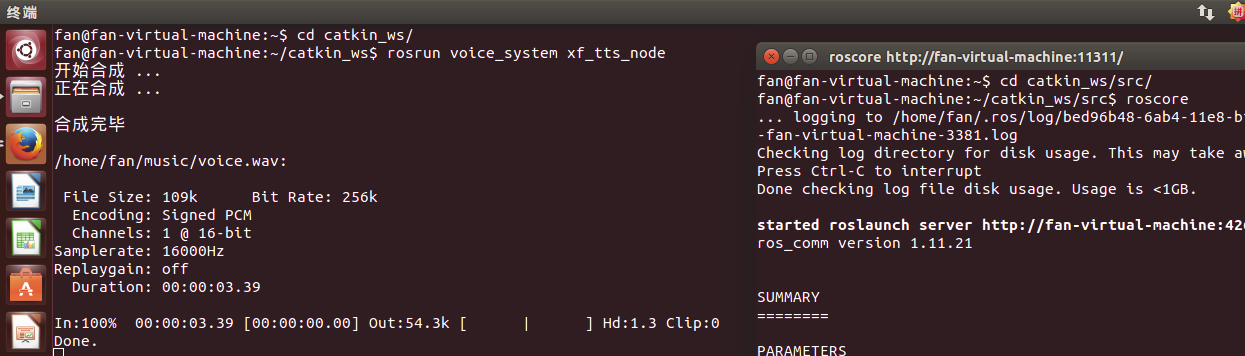 终端
fan@fan-virtual-machine:~$ cd catkin_ws/
fan@fan-virtual-machine:~/catkin_ws$ rosrun voice_system xf_tts_node
开始合成 ...
正在合成 ...
合成完毕
/home/fan/music/voice.wav:
File Size: 109k      Bit Rate: 256k
Encoding: Signed PCM
Channels: 1 @ 16-bit
Samplerate: 16000Hz
Replaygain: off
Duration: 00:00:03.39
In:100%  00:00:03.39 [00:00:00.00] Out:54.3k [      |      ] Hd:1.3 Clip:0
Done.
roscore http://fan-virtual-machine:11311/
fan@fan-virtual-machine:~$ cd catkin_ws/src/
fan@fan-virtual-machine:~/catkin_ws/src$ roscore
... logging to /home/fan/.ros/log/bed96b48-6ab4-11e8-b
-fan-virtual-machine-3381.log
Checking log directory for disk usage. This may take
Press Ctrl-C to interrupt
Done checking log file disk usage. Usage is <1GB.
started roslaunch server http://fan-virtual-machine:42
ros_comm version 1.11.21
SUMMARY
========
PARAMETERS
拼